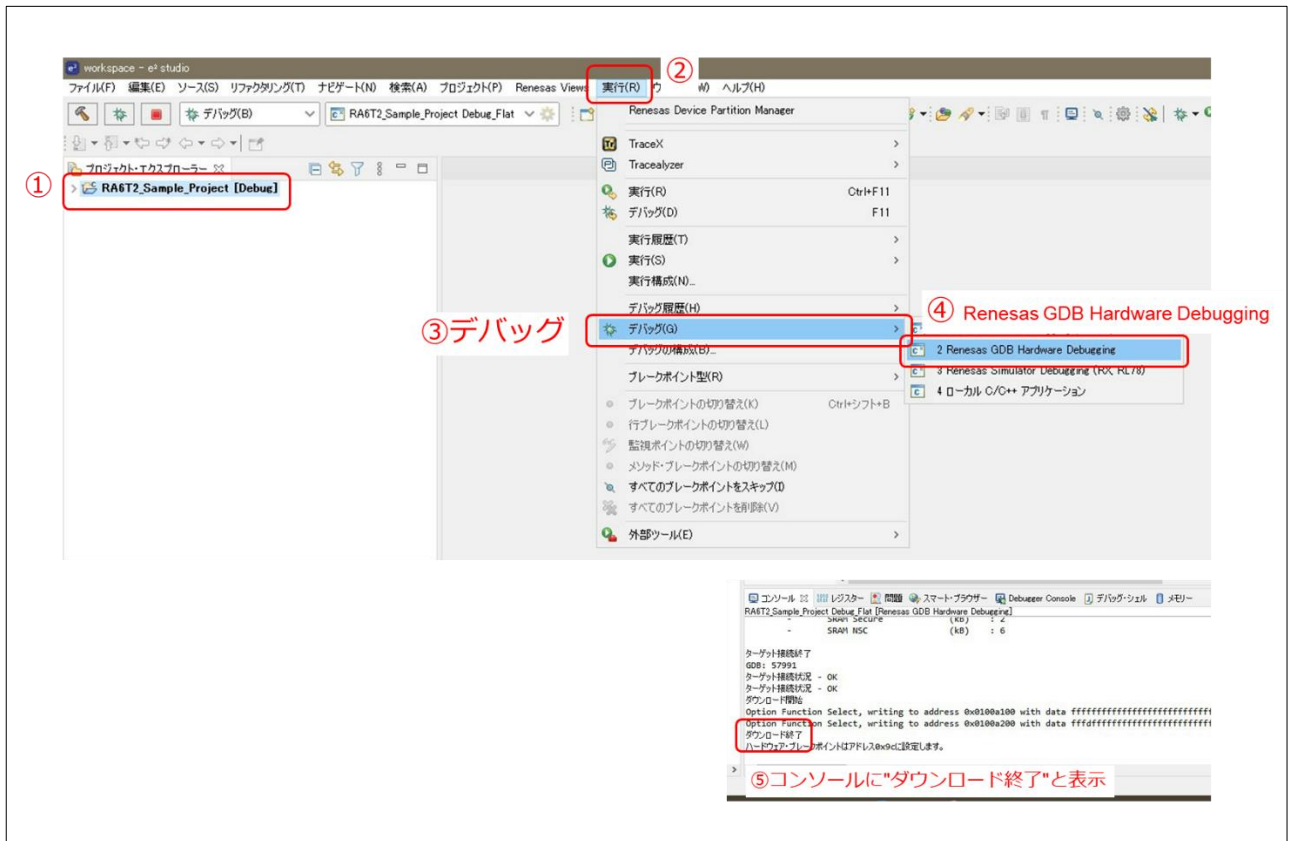 workspace - e² studio
②
ファイル(F) 編集(E) ソース(S) リファクタリング(T) ナビゲート(N) 検索(A) プロジェクト(P) Renesas Views 実行(R) ウ W) ヘルプ(H)
デバッグ(B) RA6T2_Sample_Project Debug_Flat
プロジェクト・エクスプローラー
①
RA6T2_Sample_Project [Debug]
Renesas Device Partition Manager
TraceX
Tracealyzer
実行(R) Ctrl+F11
デバッグ(D) F11
実行履歴(T)
実行(S)
実行構成(N)...
デバッグ履歴(H)
③デバッグ
デバッグ(G)
デバッグの構成(B)...
④ Renesas GDB Hardware Debugging
2 Renesas GDB Hardware Debugging
3 Renesas Simulator Debugging (RX, RL78)
4 ローカル C/C++ アプリケーション
ブレークポイント型(R)
ブレークポイントの切り替え(K) Ctrl+シフト+B
行ブレークポイントの切り替え(L)
監視ポイントの切り替え(W)
メソッド・ブレークポイントの切り替え(M)
すべてのブレークポイントをスキップ(I)
すべてのブレークポイントを削除(V)
外部ツール(E)
コンソール レジスター 問題 スマート・ブラウザー Debugger Console デバッグ・シェル メモリー
RA6T2_Sample_Project Debug_Flat [Renesas GDB Hardware Debugging]
- SRAM Secure (kB) : 2
- SRAM NSC (kB) : 6
ターゲット接続終了
GDB: 57991
ターゲット接続状況 - OK
ターゲット接続状況 - OK
ダウンロード開始
Option Function Select, writing to address 0x0100a100 with data ffffffffffffffffffffffffffff
Option Function Select, writing to address 0x0100a200 with data fffdffffffffffffffffffffffff
ダウンロード終了
ハードウェア・ブレークポイントはアドレス0x9cに設定します。
⑤コンソールに"ダウンロード終了"と表示